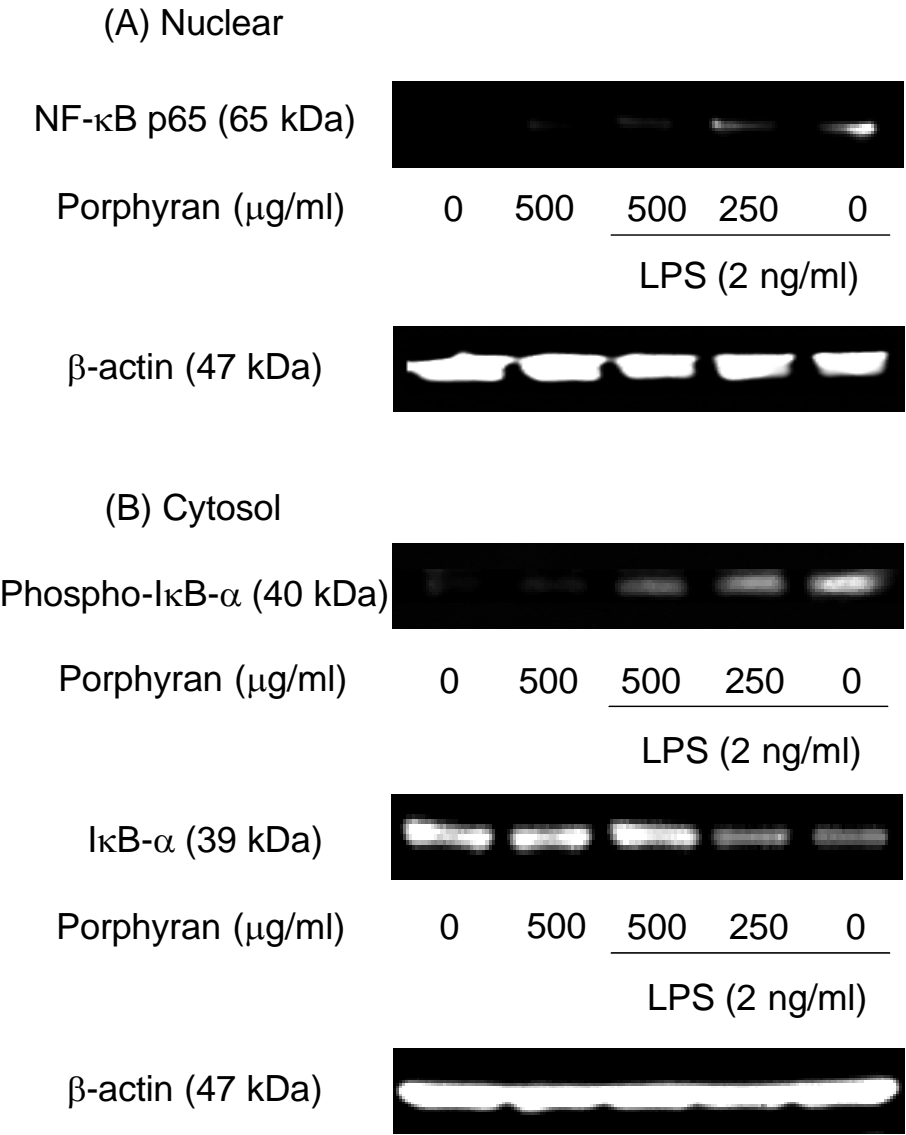 (A) Nuclear
NF-κB p65 (65 kDa)
Porphyran (μg/ml) 0 500 500 250 0
LPS (2 ng/ml)
β-actin (47 kDa)
(B) Cytosol
Phospho-IκB-α (40 kDa)
Porphyran (μg/ml) 0 500 500 250 0
LPS (2 ng/ml)
IκB-α (39 kDa)
Porphyran (μg/ml) 0 500 500 250 0
LPS (2 ng/ml)
β-actin (47 kDa)